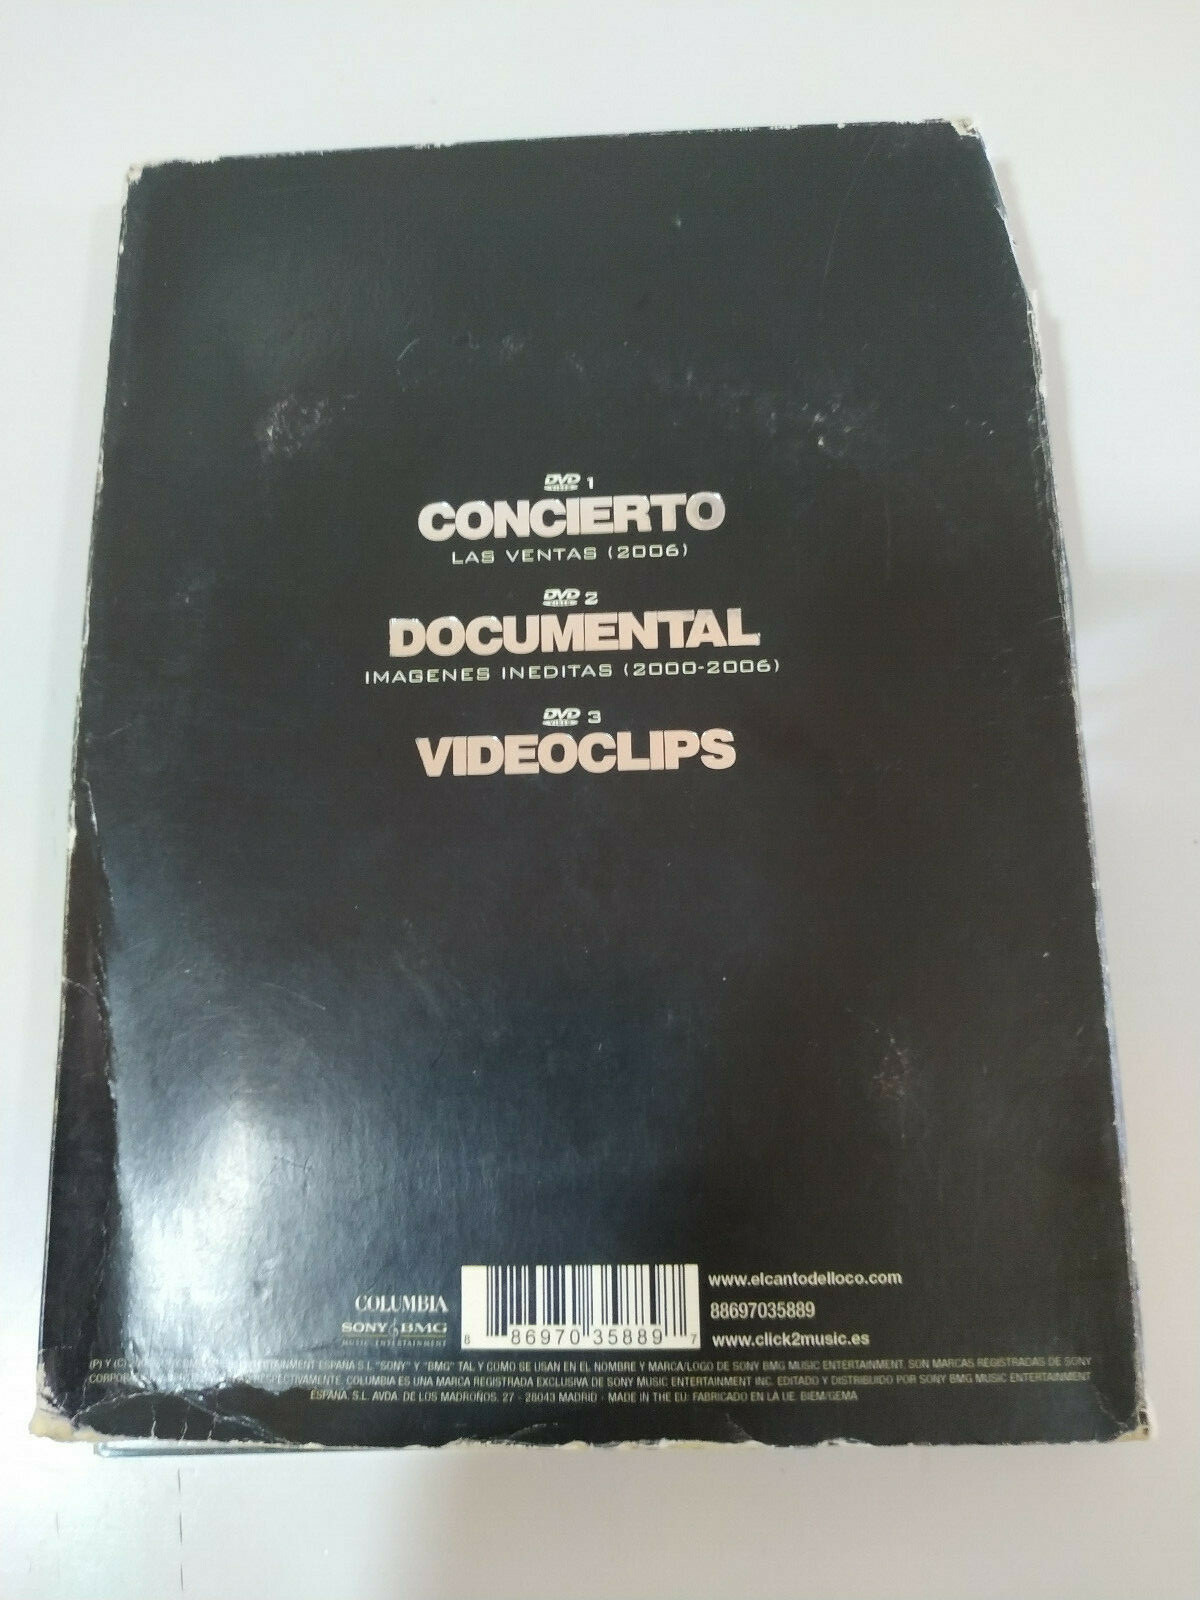 DVD VIDEO 1
CONCIERTO
LAS VENTAS (2006)
DVD VIDEO 2
DOCUMENTAL
IMAGENES INEDITAS (2000-2006)
DVD VIDEO 3
VIDEOCLIPS
COLUMBIA
SONY BMG
MUSIC ENTERTAINMENT
8 86970 35889 7
www.elcantodelloco.com
88697035889
www.click2music.es
(P) Y (C) ESPAÑA S.L. "SONY" Y "BMG" TAL Y COMO SE USAN EN EL NOMBRE Y MARCA/LOGO DE SONY BMG MUSIC ENTERTAINMENT. SON MARCAS REGISTRADAS DE SONY
RESPECTIVAMENTE. COLUMBIA ES UNA MARCA REGISTRADA EXCLUSIVA DE SONY MUSIC ENTERTAINMENT INC. EDITADO Y DISTRIBUIDO POR SONY BMG MUSIC ENTERTAINMENT
ESPAÑA, S.L. AVDA. DE LOS MADROÑOS, 27 - 28043 MADRID · MADE IN THE EU: FABRICADO EN LA UE BIEM/GEMA